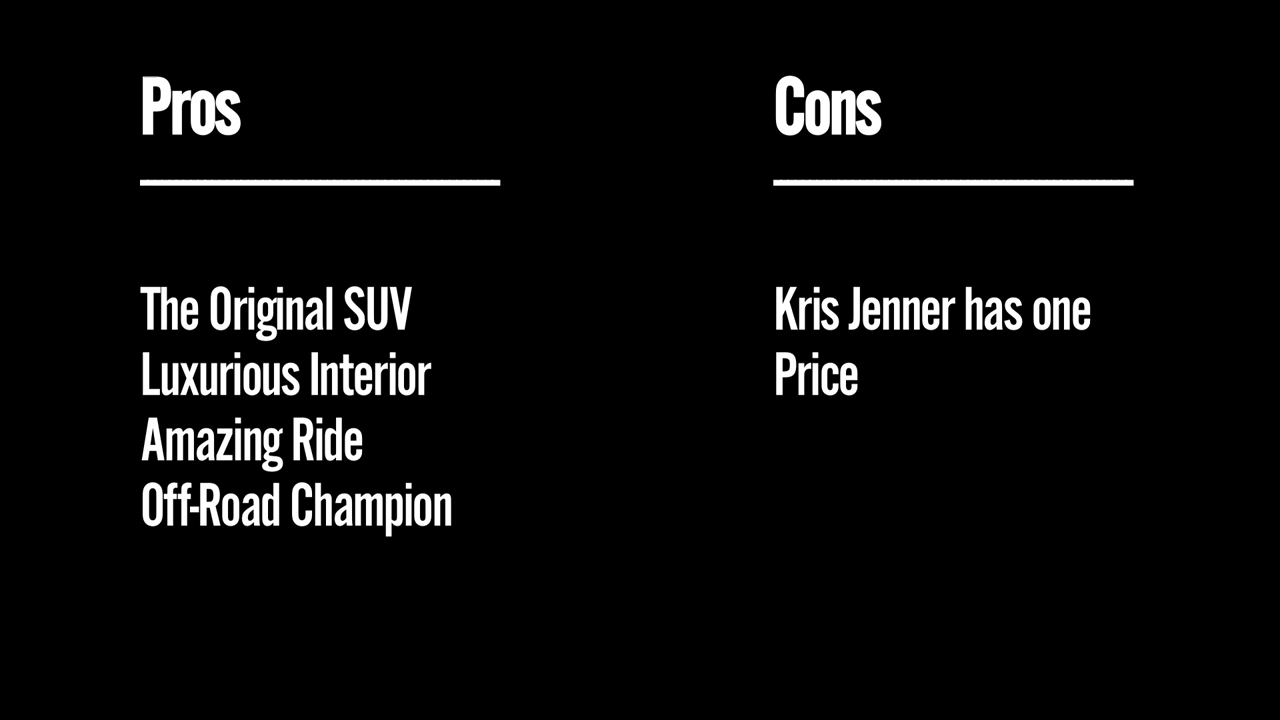 Pros
The Original SUV
Luxurious Interior
Amazing Ride
Off-Road Champion
Cons
Kris Jenner has one
Price